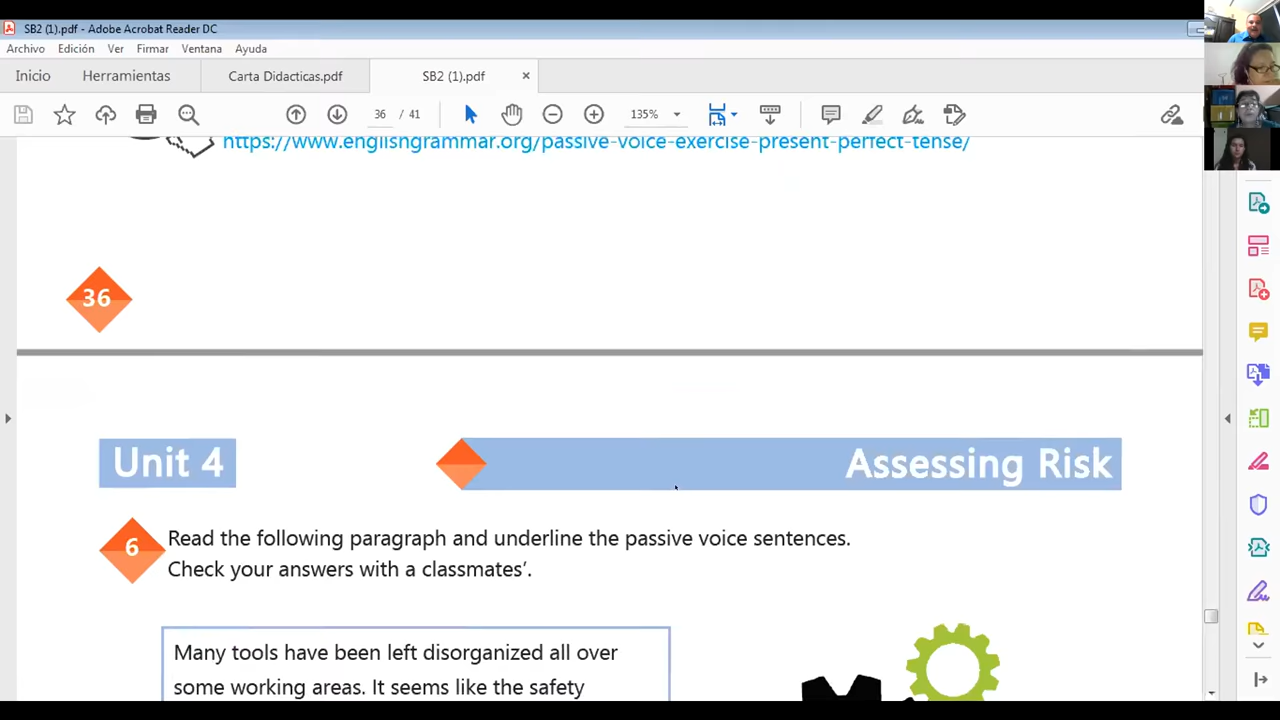 SB2 (1).pdf - Adobe Acrobat Reader DC
Archivo Edición Ver Firmar Ventana Ayuda
Inicio Herramientas Carta Didacticas.pdf SB2 (1).pdf ×
36 / 41 135%
https://www.englishgrammar.org/passive-voice-exercise-present-perfect-tense/
36
Unit 4 Assessing Risk
6 Read the following paragraph and underline the passive voice sentences.
Check your answers with a classmates'.
Many tools have been left disorganized all over
some working areas. It seems like the safety